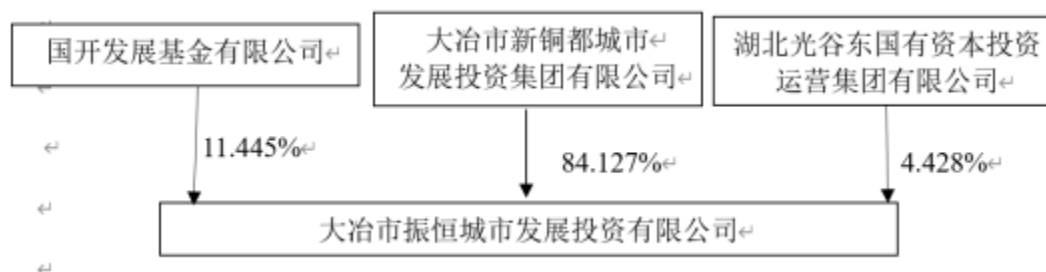 国开发展基金有限公司
大冶市新铜都城市
发展投资集团有限公司
湖北光谷东国有资本投资
运营集团有限公司
11.445%
84.127%
4.428%
大冶市振恒城市发展投资有限公司